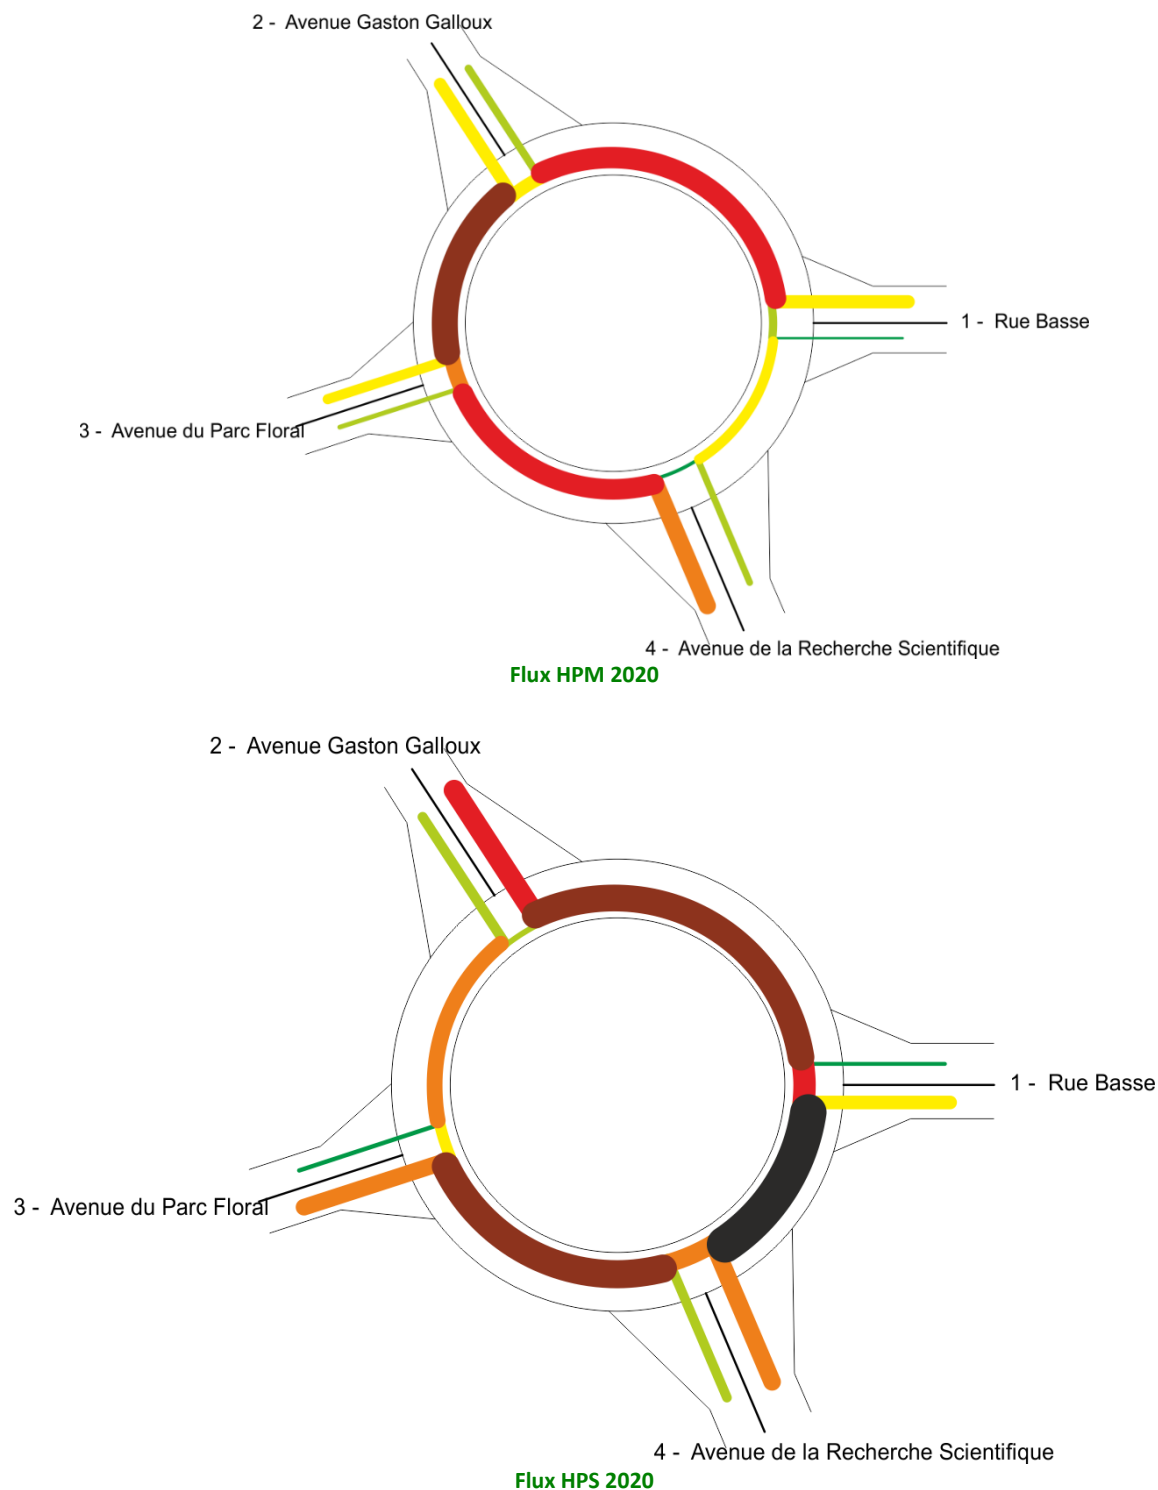 2 - Avenue Gaston Galloux
1 - Rue Basse
3 - Avenue du Parc Floral
4 - Avenue de la Recherche Scientifique
Flux HPM 2020
2 - Avenue Gaston Galloux
1 - Rue Basse
3 - Avenue du Parc Floral
4 - Avenue de la Recherche Scientifique
Flux HPS 2020